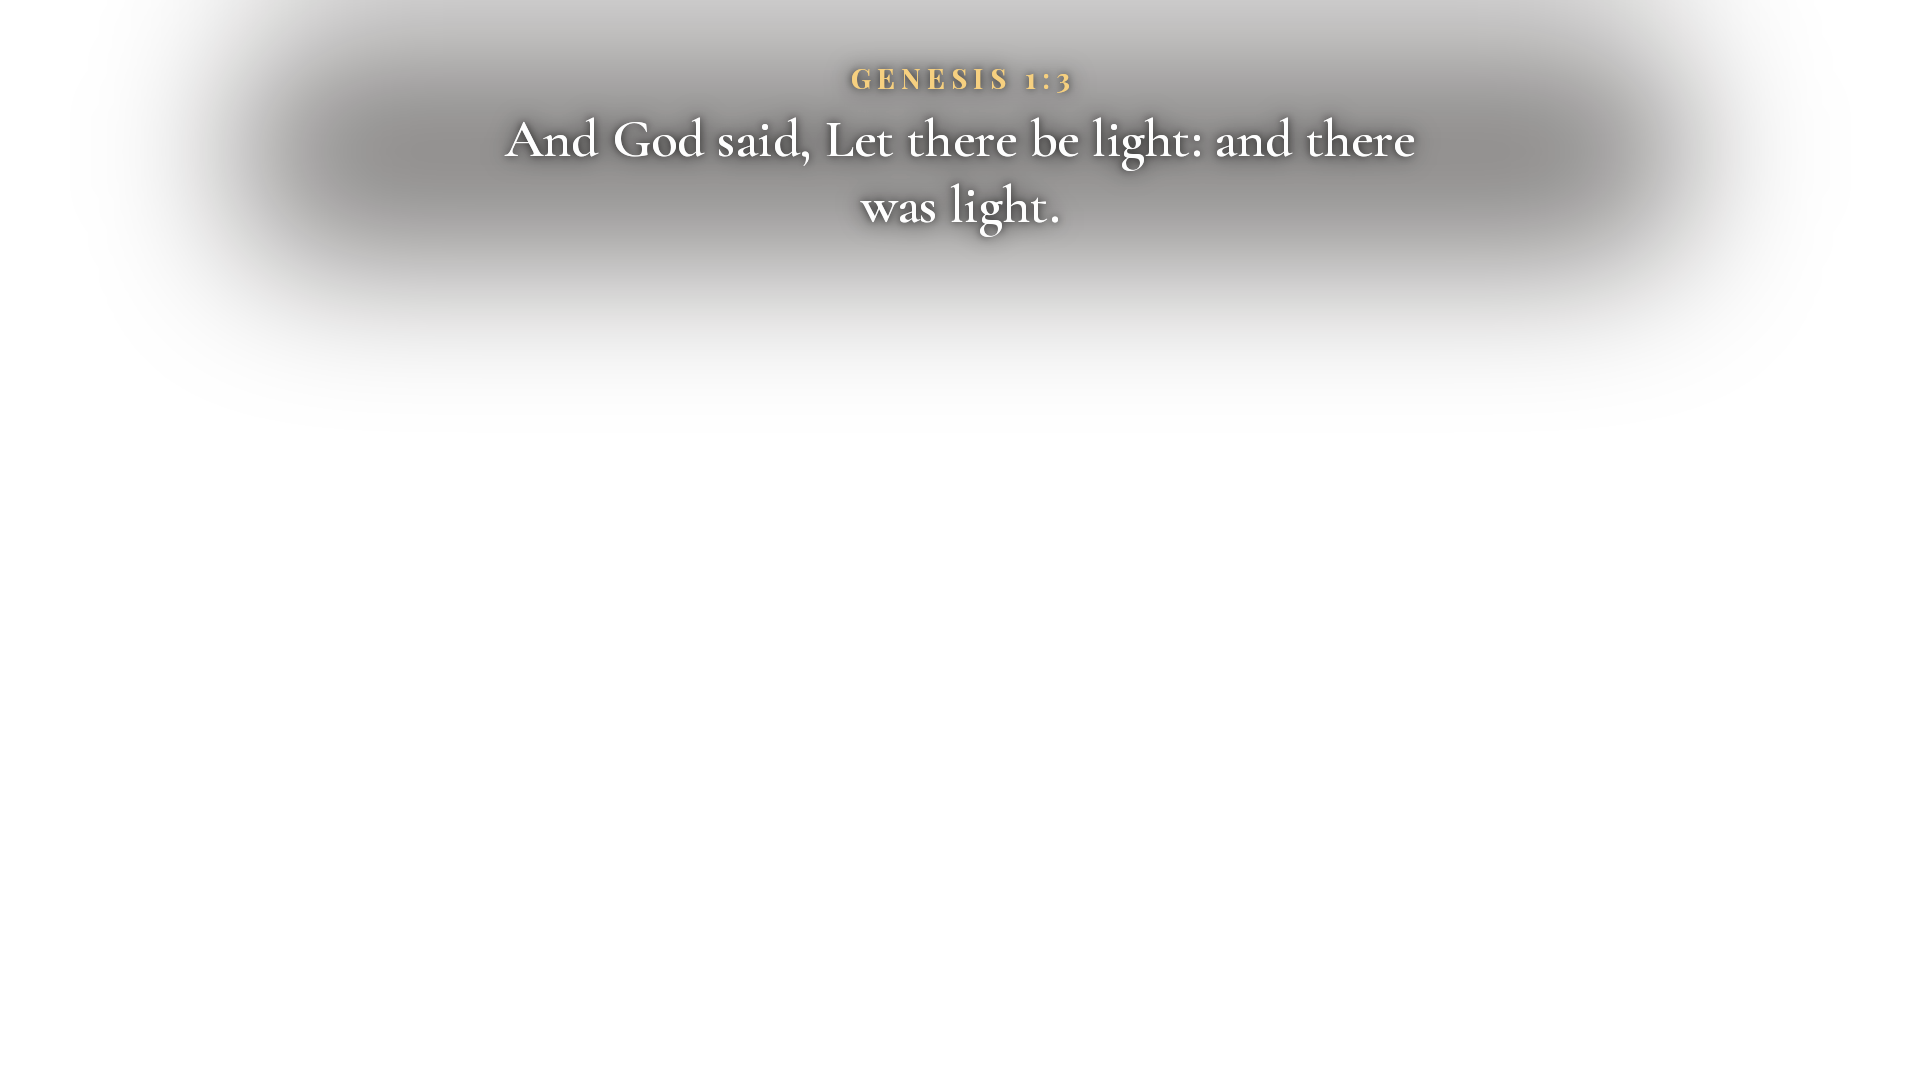 GENESIS 1:3
And God said, Let there be light: and there
was light.